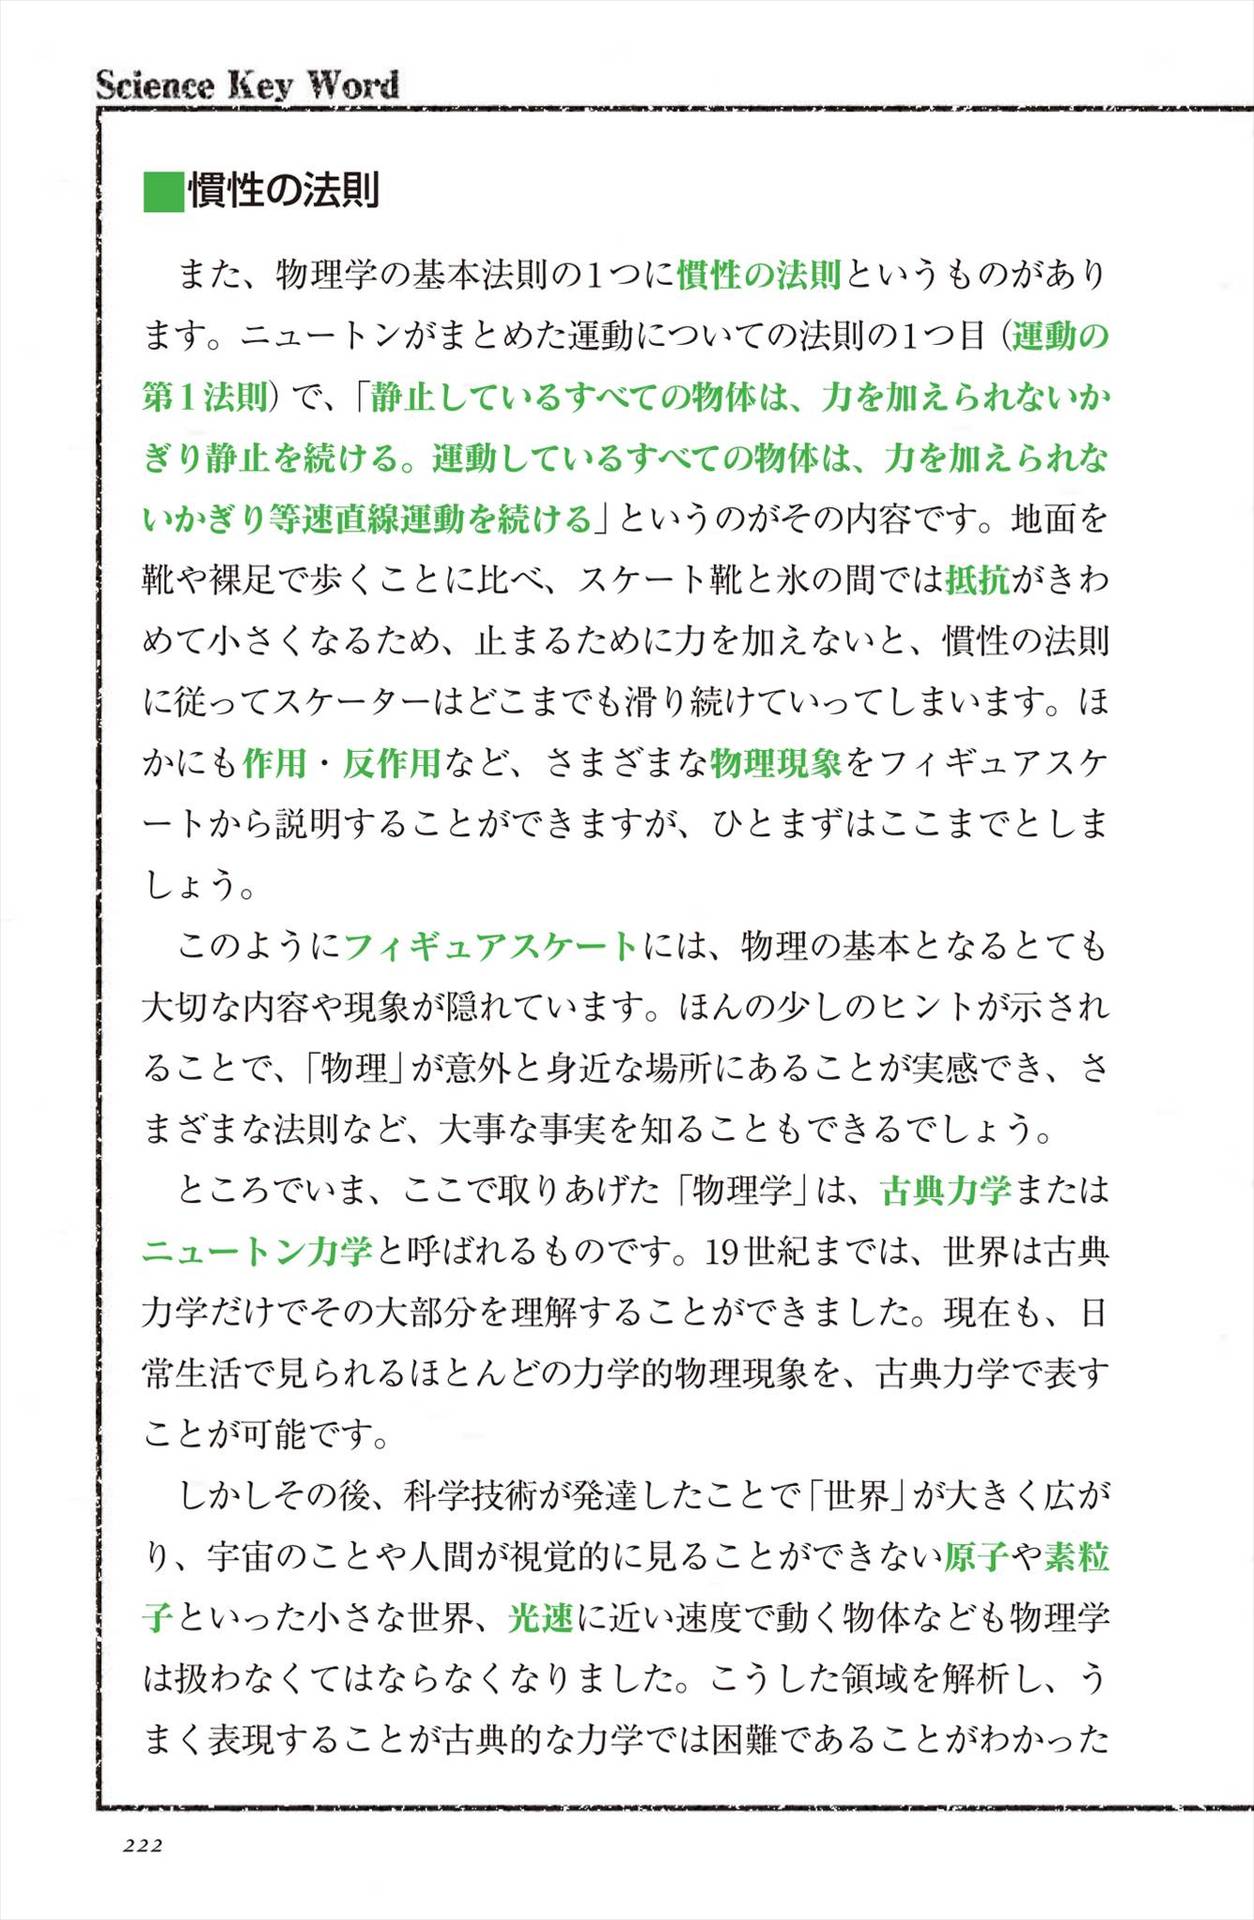 Science Key Word
■慣性の法則
また、物理学の基本法則の1つに慣性の法則というものがあり
ます。ニュートンがまとめた運動についての法則の1つ目（運動の
第1法則）で、「静止しているすべての物体は、力を加えられないか
ぎり静止を続ける。運動しているすべての物体は、力を加えられな
いかぎり等速直線運動を続ける」というのがその内容です。地面を
靴や裸足で歩くことに比べ、スケート靴と氷の間では抵抗がきわ
めて小さくなるため、止まるために力を加えないと、慣性の法則
に従ってスケーターはどこまでも滑り続けていってしまいます。ほ
かにも作用・反作用など、さまざまな物理現象をフィギュアスケ
ートから説明することができますが、ひとまずはここまでとしま
しょう。
このようにフィギュアスケートには、物理の基本となるとても
大切な内容や現象が隠れています。ほんの少しのヒントが示され
ることで、「物理」が意外と身近な場所にあることが実感でき、さ
まざまな法則など、大事な事実を知ることもできるでしょう。
ところでいま、ここで取りあげた「物理学」は、古典力学または
ニュートン力学と呼ばれるものです。19世紀までは、世界は古典
力学だけでその大部分を理解することができました。現在も、日
常生活で見られるほとんどの力学的物理現象を、古典力学で表す
ことが可能です。
しかしその後、科学技術が発達したことで「世界」が大きく広が
り、宇宙のことや人間が視覚的に見ることができない原子や素粒
子といった小さな世界、光速に近い速度で動く物体なども物理学
は扱わなくてはならなくなりました。こうした領域を解析し、う
まく表現することが古典的な力学では困難であることがわかった
222